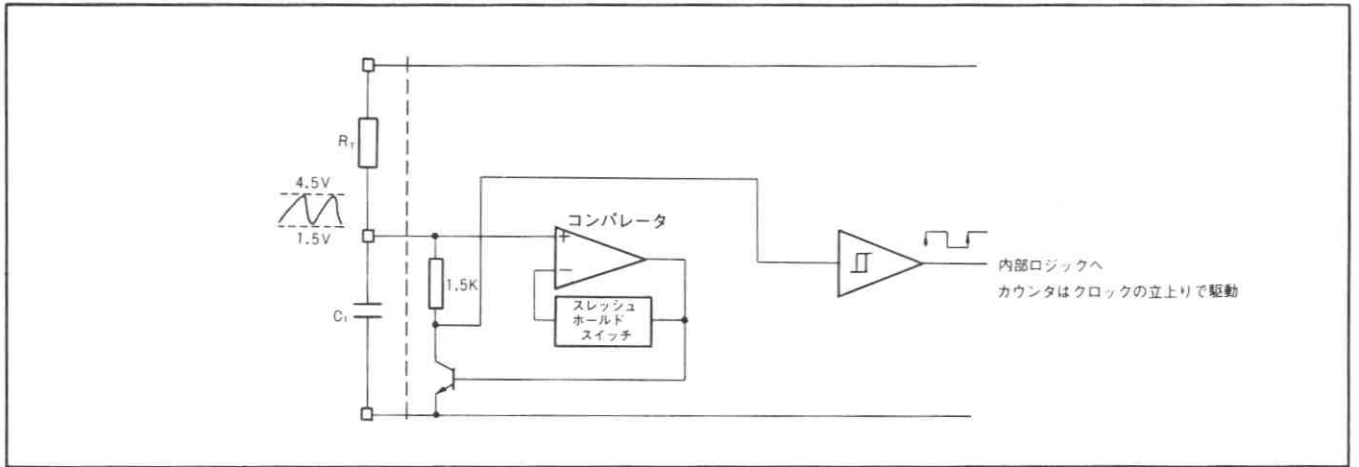 R_T
4.5V
1.5V
C_T
1.5K
コンパレータ
+
−
スレッシュ
ホールド
スイッチ
内部ロジックへ
カウンタはクロックの立上りで駆動